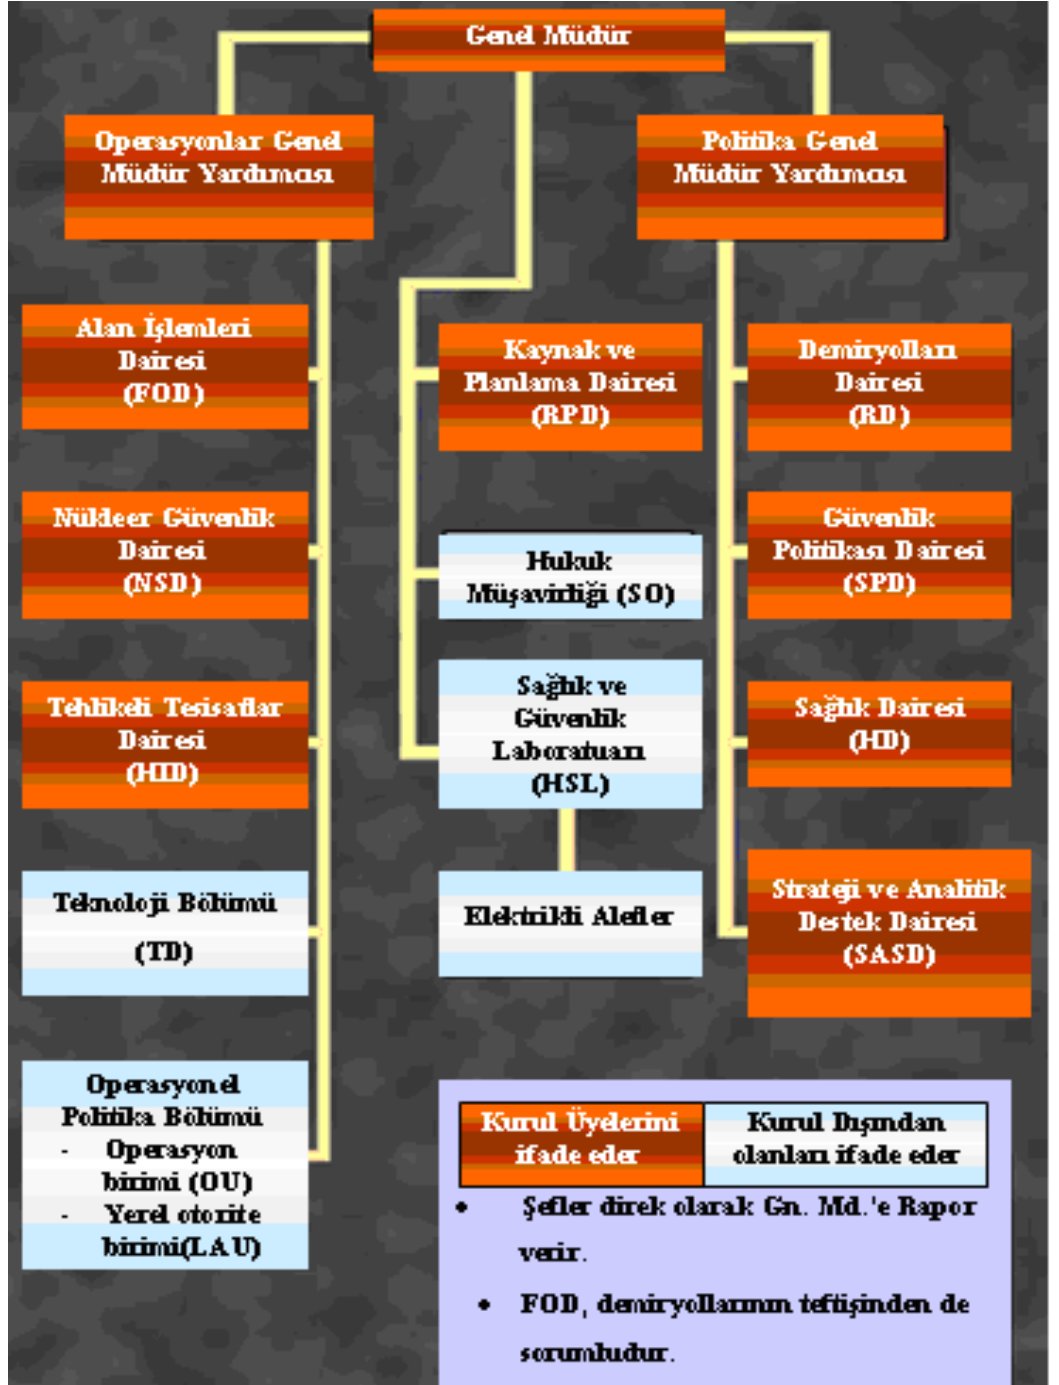 Genel Müdür
Operasyonlar Genel
Müdür Yardımcısı
Politika Genel
Müdür Yardımcısı
Alan İşlemleri
Dairesi
(FOD)
Nükleer Güvenlik
Dairesi
(NSD)
Tehlikeli Tesisatlar
Dairesi
(HID)
Teknoloji Bölümü
(TD)
Operasyonel
Politika Bölümü
- Operasyon
birimi (OU)
- Yerel otorite
birimi(LAU)
Kaynak ve
Planlama Dairesi
(RPD)
Hukuk
Müşavirliği (SO)
Sağlık ve
Güvenlik
Laboratuarı
(HSL)
Elektrikli Aletler
Demiryolları
Dairesi
(RD)
Güvenlik
Politikası Dairesi
(SPD)
Sağlık Dairesi
(HD)
Strateji ve Analitik
Destek Dairesi
(SASD)
Kurul Üyelerini
ifade eder
Kurul Dışından
olanları ifade eder
• Şefler direk olarak Gn. Md.'e Rapor
verir.
• FOD, demiryollarının teftişinden de
sorumludur.